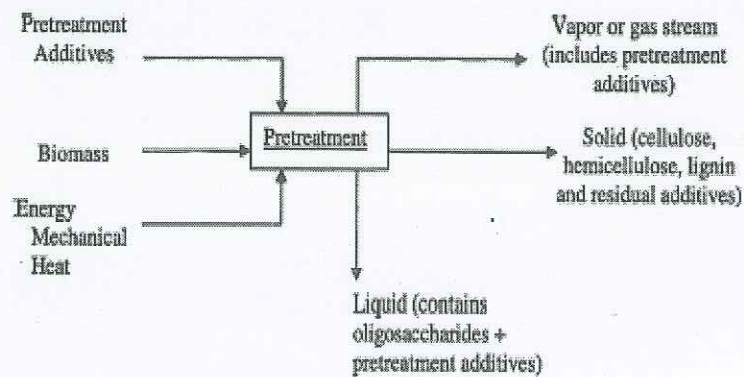 Pretreatment
Additives
Vapor or gas stream
(includes pretreatment
additives)
Pretreatment
Biomass
Solid (cellulose,
hemicellulose, lignin
and residual additives)
Energy
Mechanical
Heat
Liquid (contains
oligosaccharides +
pretreatment additives)